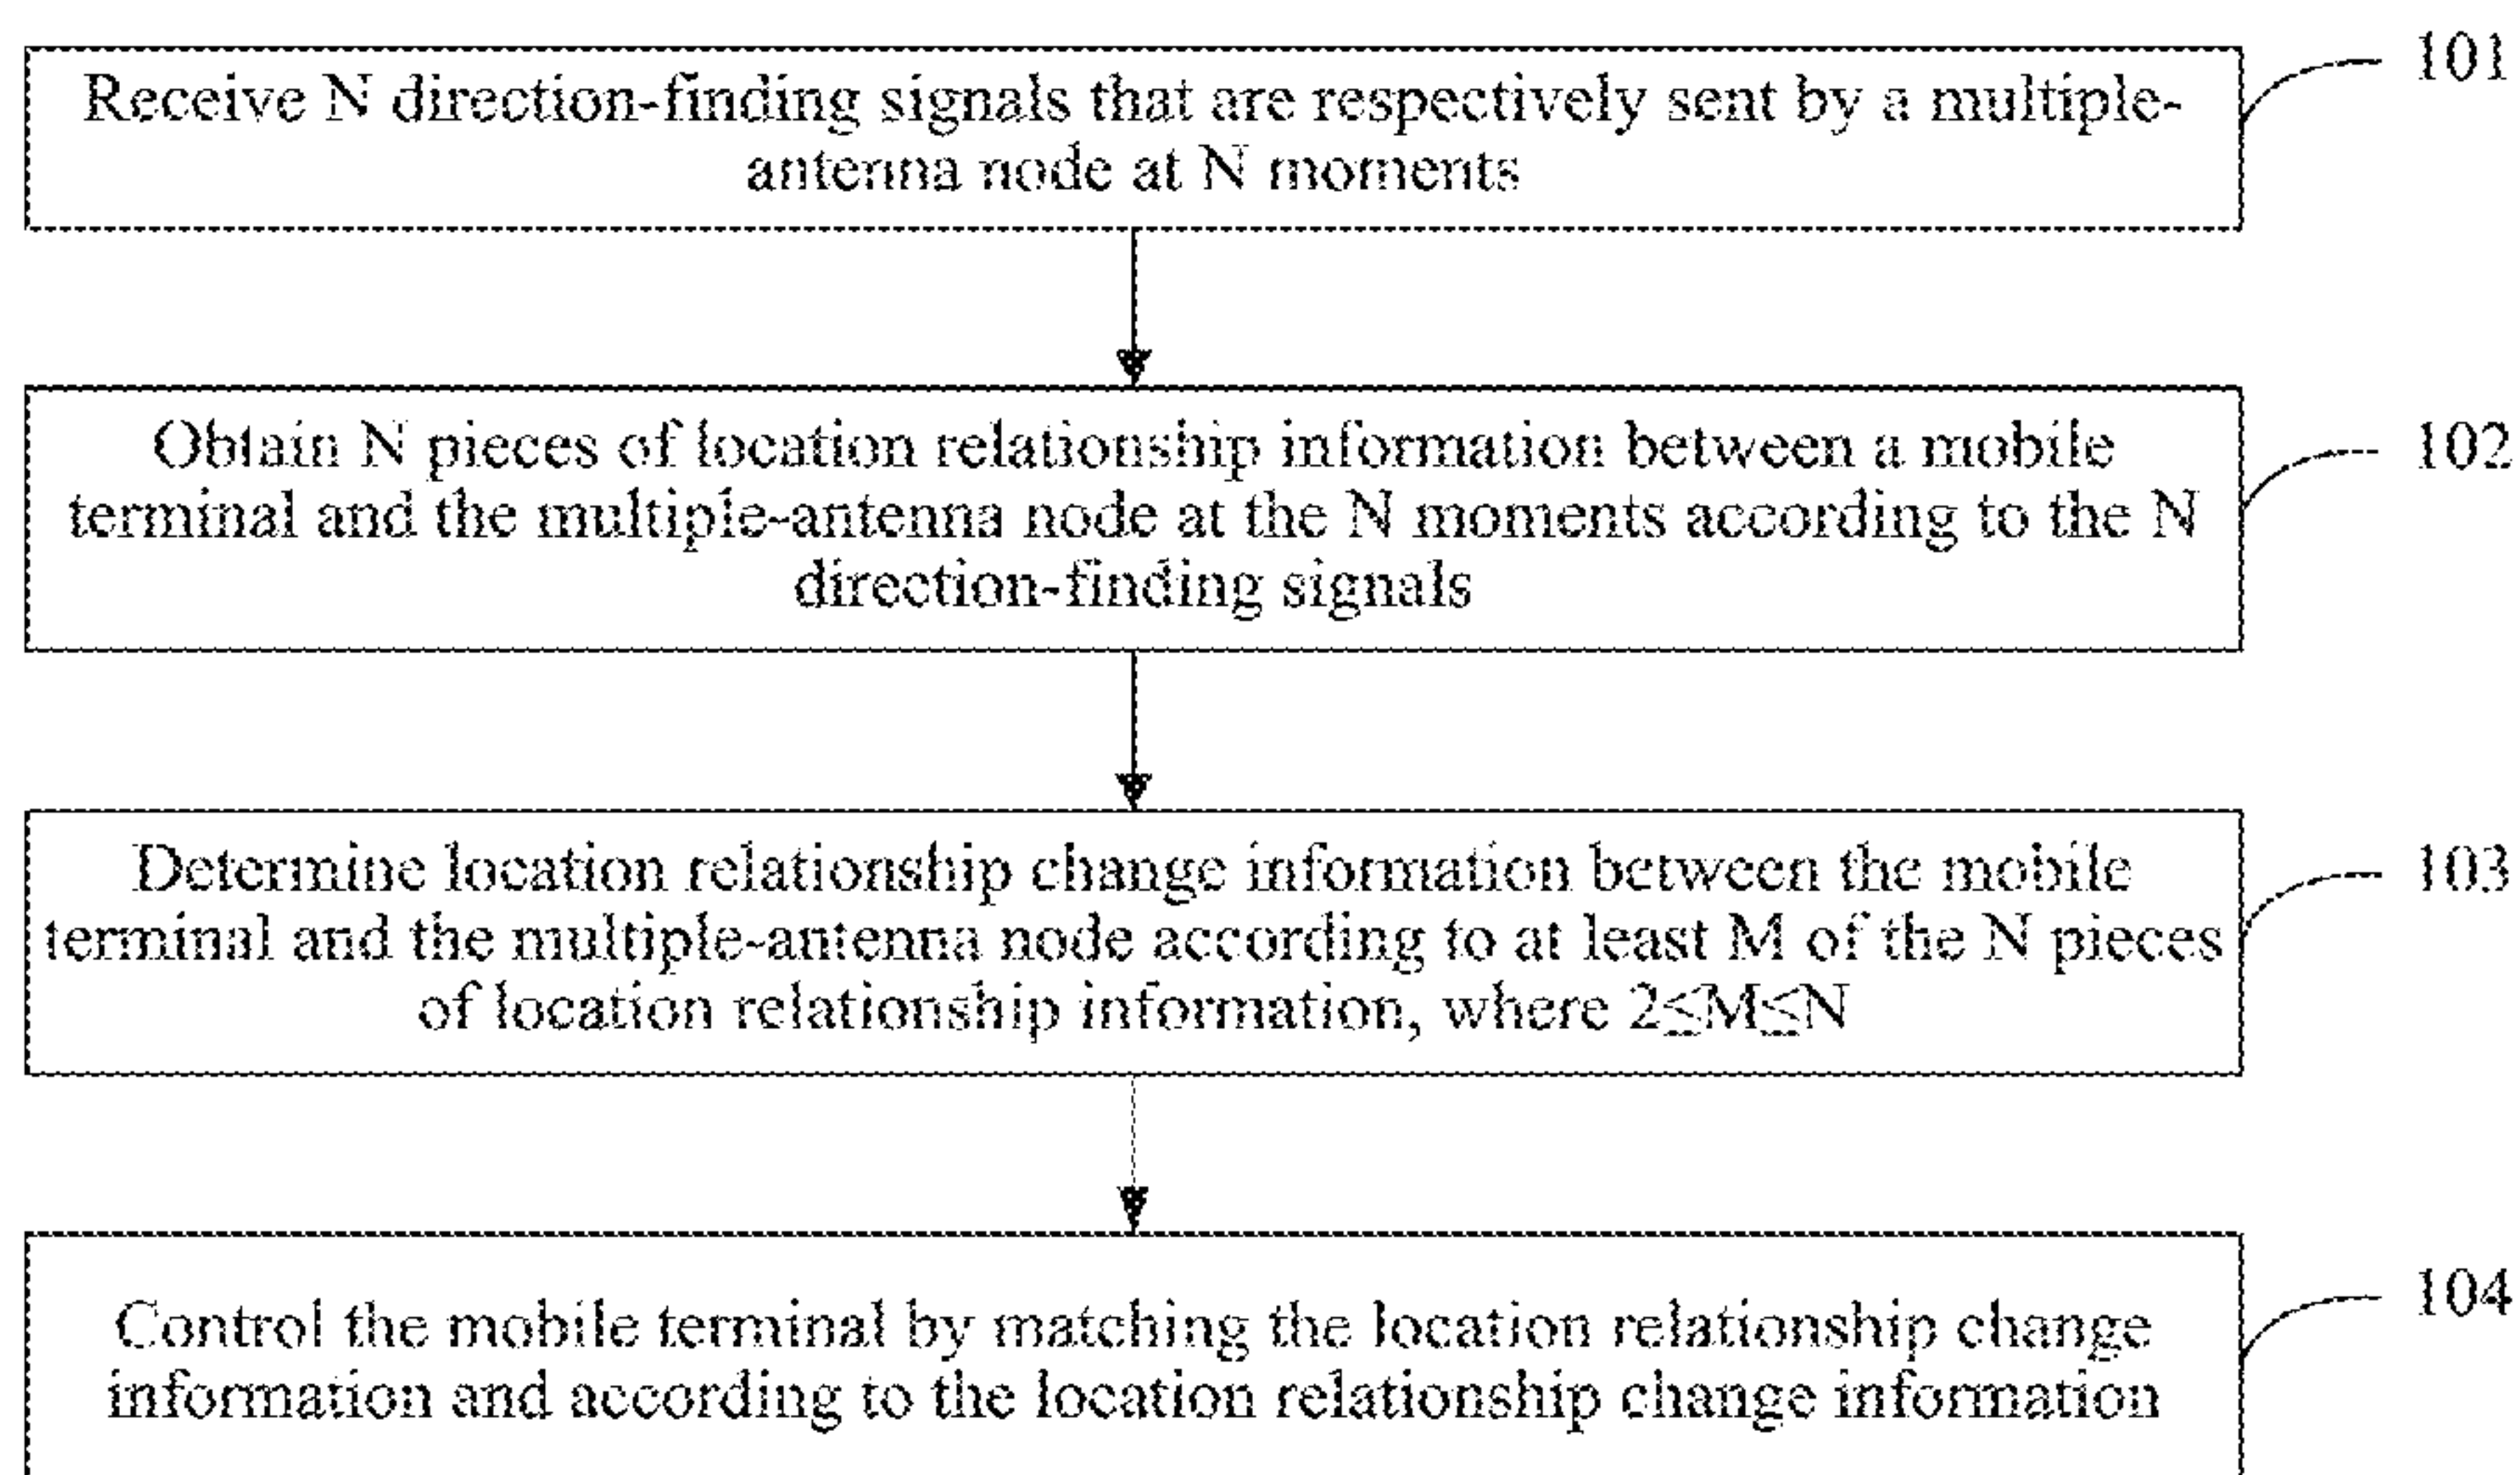 101
Receive N direction-finding signals that are respectively sent by a multiple-
antenna node at N moments
102
Obtain N pieces of location relationship information between a mobile
terminal and the multiple-antenna node at the N moments according to the N
direction-finding signals
103
Determine location relationship change information between the mobile
terminal and the multiple-antenna node according to at least M of the N pieces
of location relationship information, where 2≤M≤N
104
Control the mobile terminal by matching the location relationship change
information and according to the location relationship change information